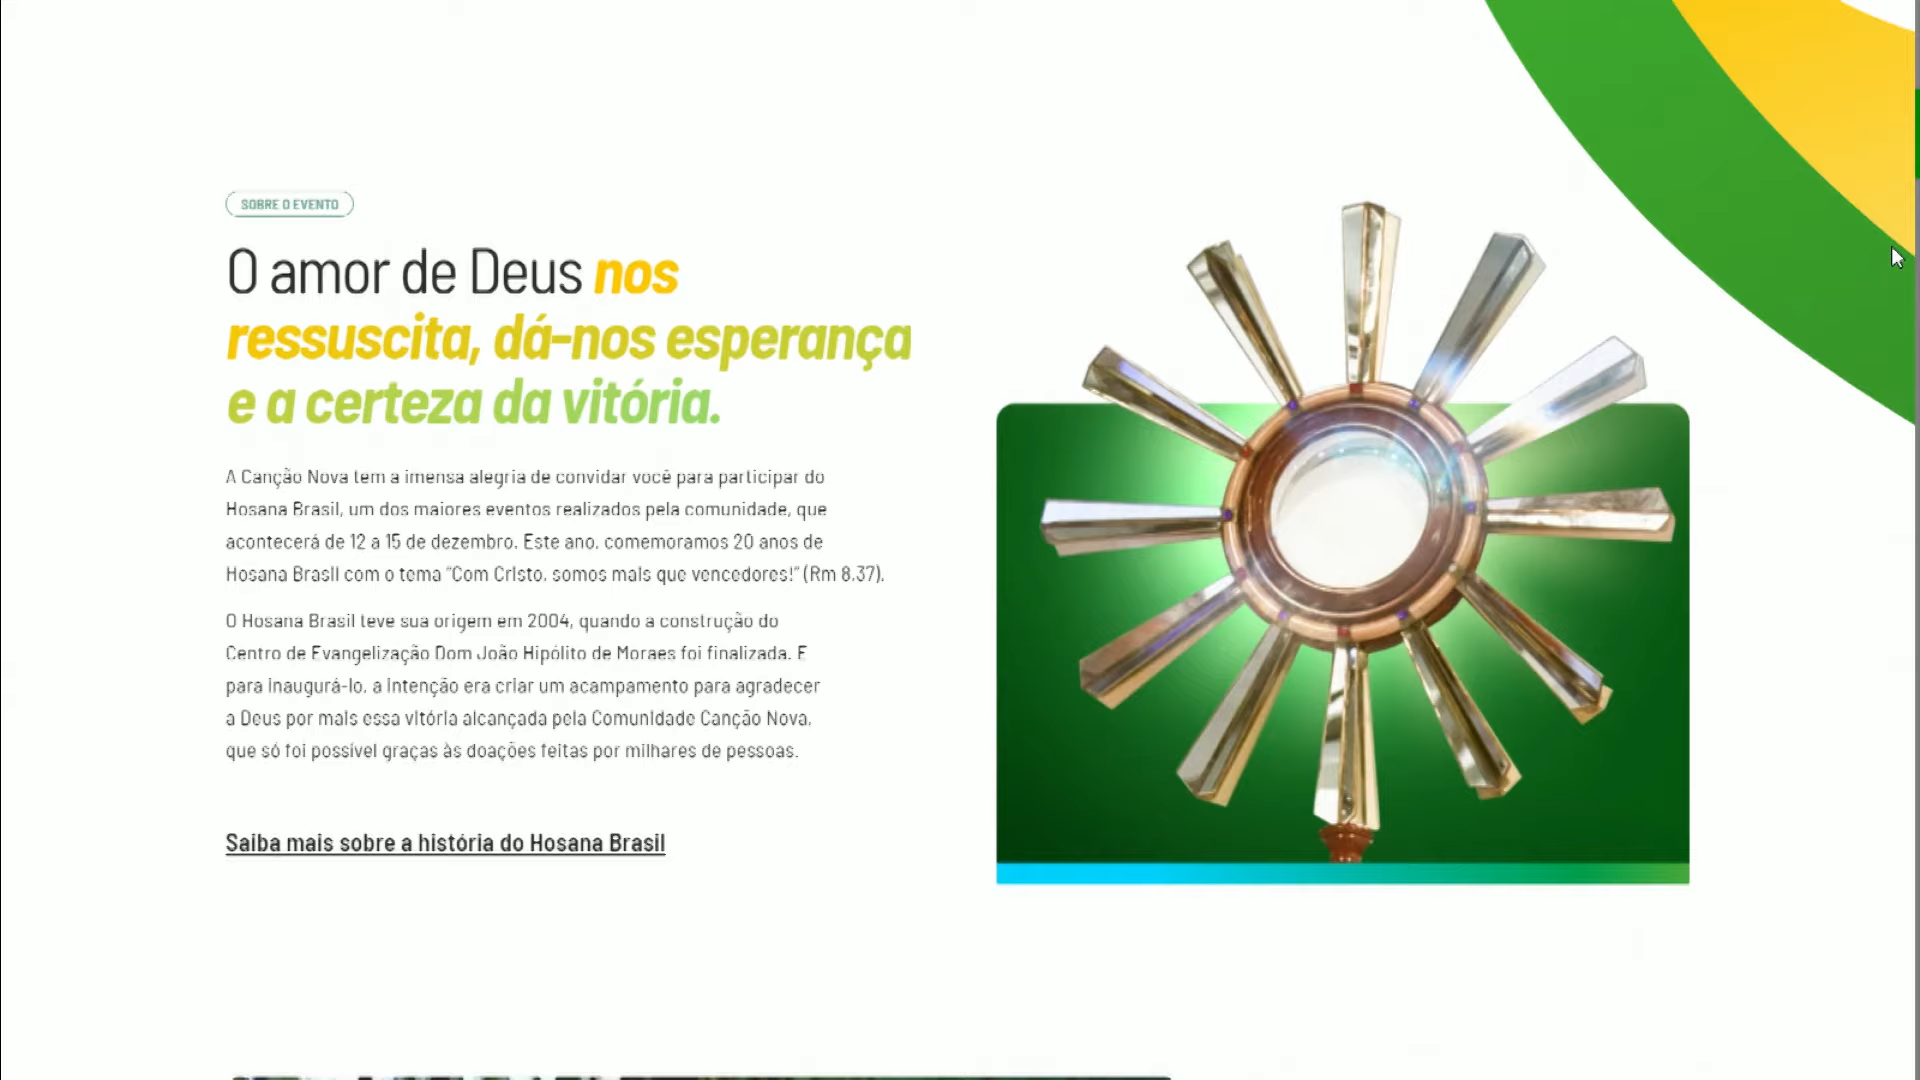 SOBRE O EVENTO
O amor de Deus nos
ressuscita, dá-nos esperança
e a certeza da vitória.
A Canção Nova tem a imensa alegria de convidar você para participar do
Hosana Brasil, um dos maiores eventos realizados pela comunidade, que
acontecerá de 12 a 15 de dezembro. Este ano, comemoramos 20 anos de
Hosana Brasil com o tema “Com Cristo, somos mais que vencedores!” (Rm 8,37).
O Hosana Brasil teve sua origem em 2004, quando a construção do
Centro de Evangelização Dom João Hipólito de Moraes foi finalizada. E
para inaugurá-lo, a intenção era criar um acampamento para agradecer
a Deus por mais essa vitória alcançada pela Comunidade Canção Nova,
que só foi possível graças às doações feitas por milhares de pessoas.
Saiba mais sobre a história do Hosana Brasil